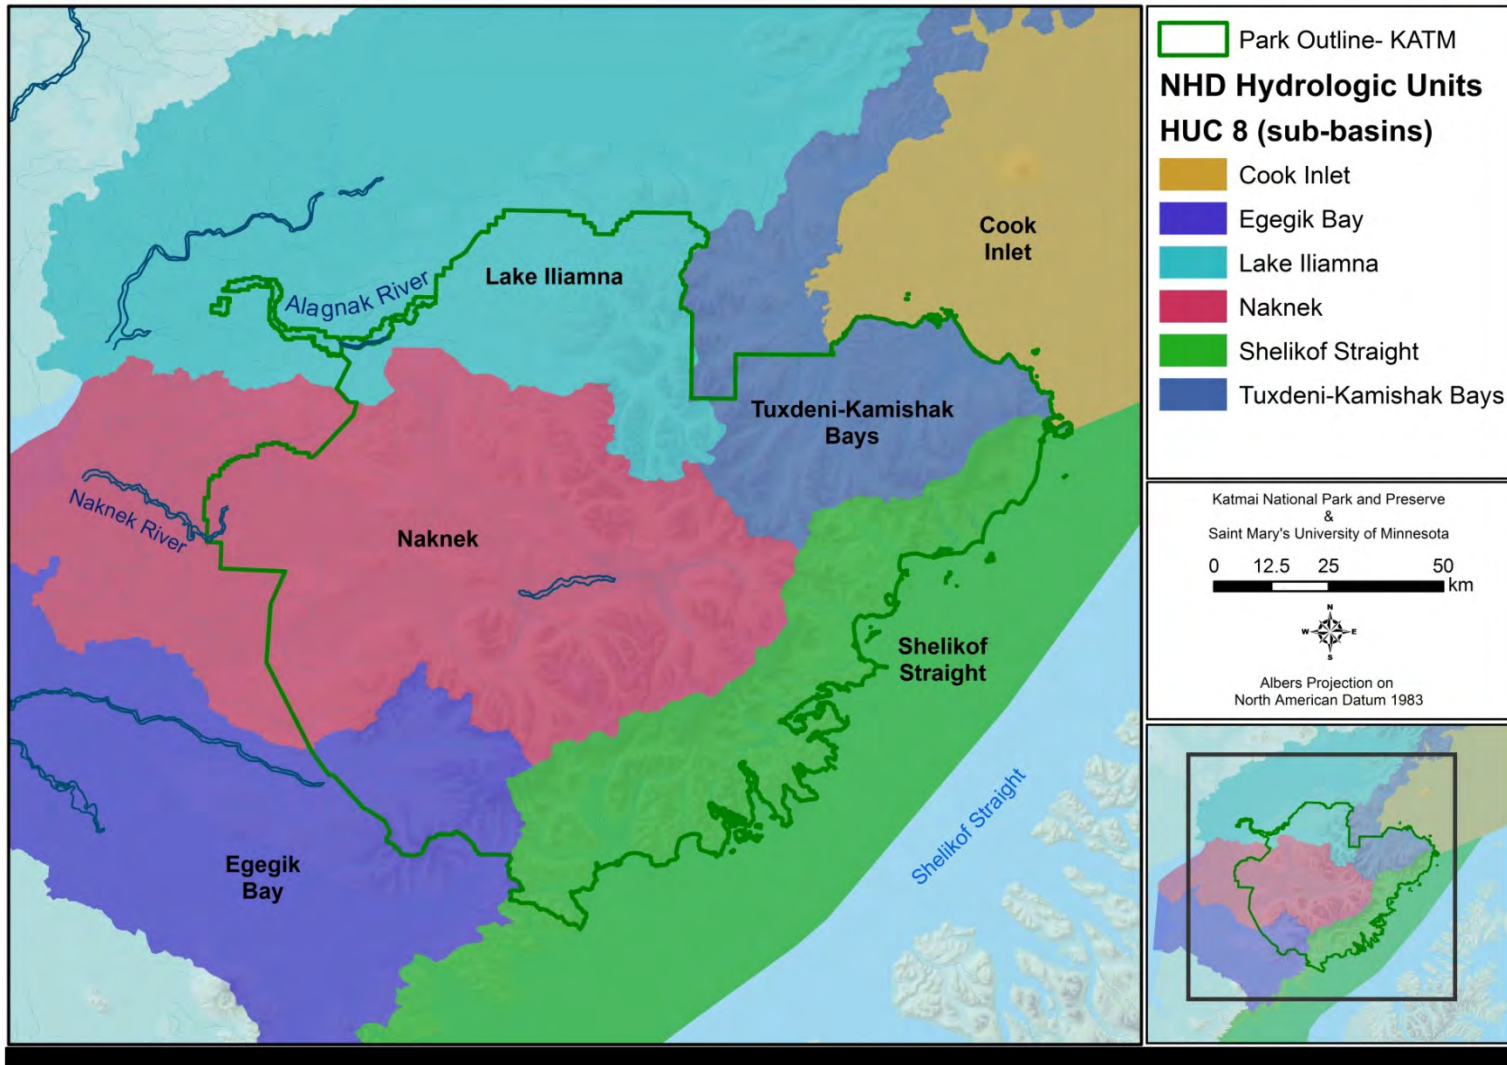 Cook
Inlet
Lake Iliamna
Alagnak River
Tuxdeni-Kamishak
Bays
Naknek River
Naknek
Shelikof
Straight
Shelikof Straight
Egegik
Bay
Park Outline- KATM
NHD Hydrologic Units
HUC 8 (sub-basins)
Cook Inlet
Egegik Bay
Lake Iliamna
Naknek
Shelikof Straight
Tuxdeni-Kamishak Bays
Katmai National Park and Preserve
&
Saint Mary's University of Minnesota
0 12.5 25 50
km
N
W E
S
Albers Projection on
North American Datum 1983